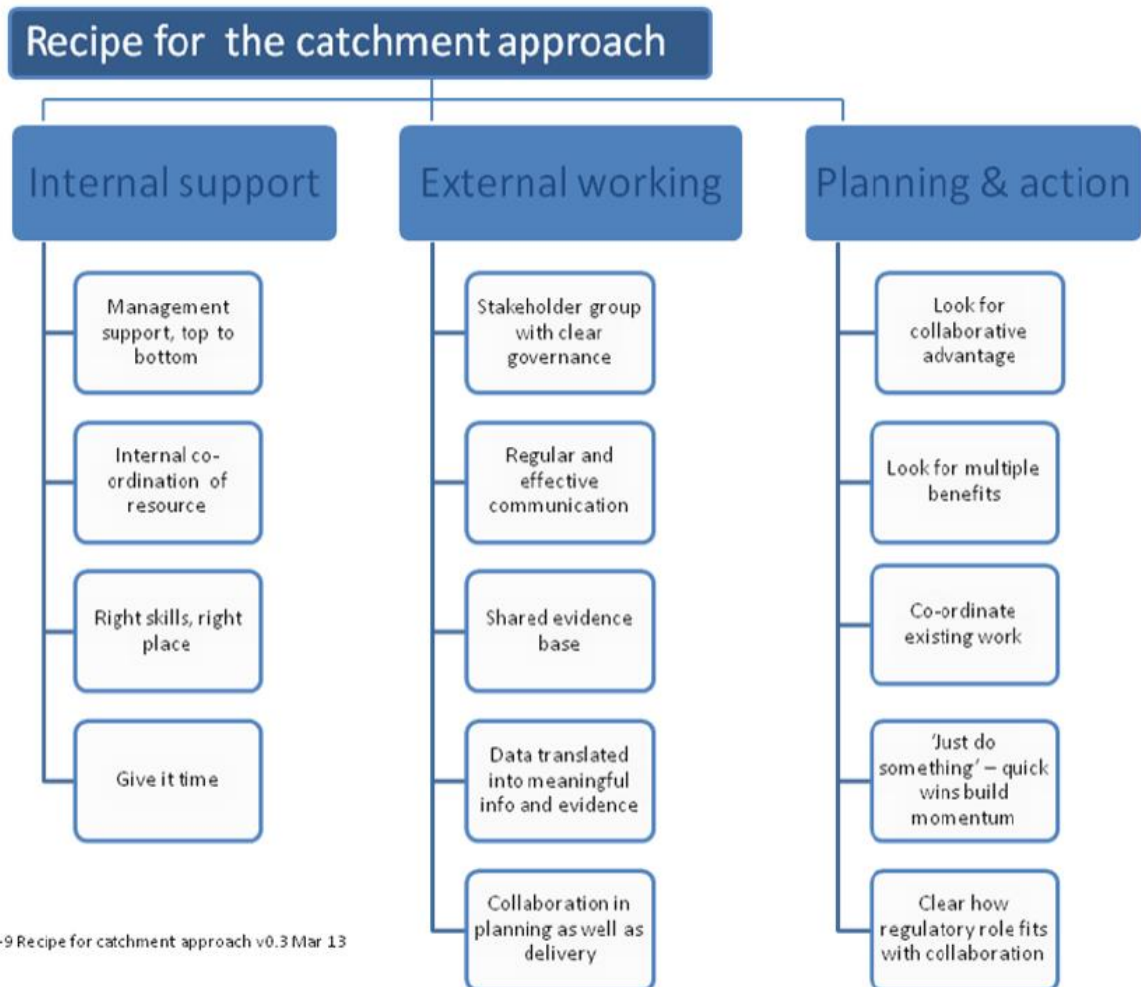 Recipe for the catchment approach
Internal support
Management
support, top to
bottom
Internal co-
ordination of
resource
Right skills, right
place
Give it time
External working
Stakeholder group
with clear
governance
Regular and
effective
communication
Shared evidence
base
Data translated
into meaningful
info and evidence
Collaboration in
planning as well as
delivery
Planning & action
Look for
collaborative
advantage
Look for multiple
benefits
Co-ordinate
existing work
'Just do
something' – quick
wins build
momentum
Clear how
regulatory role fits
with collaboration
-9 Recipe for catchment approach v0.3 Mar 13